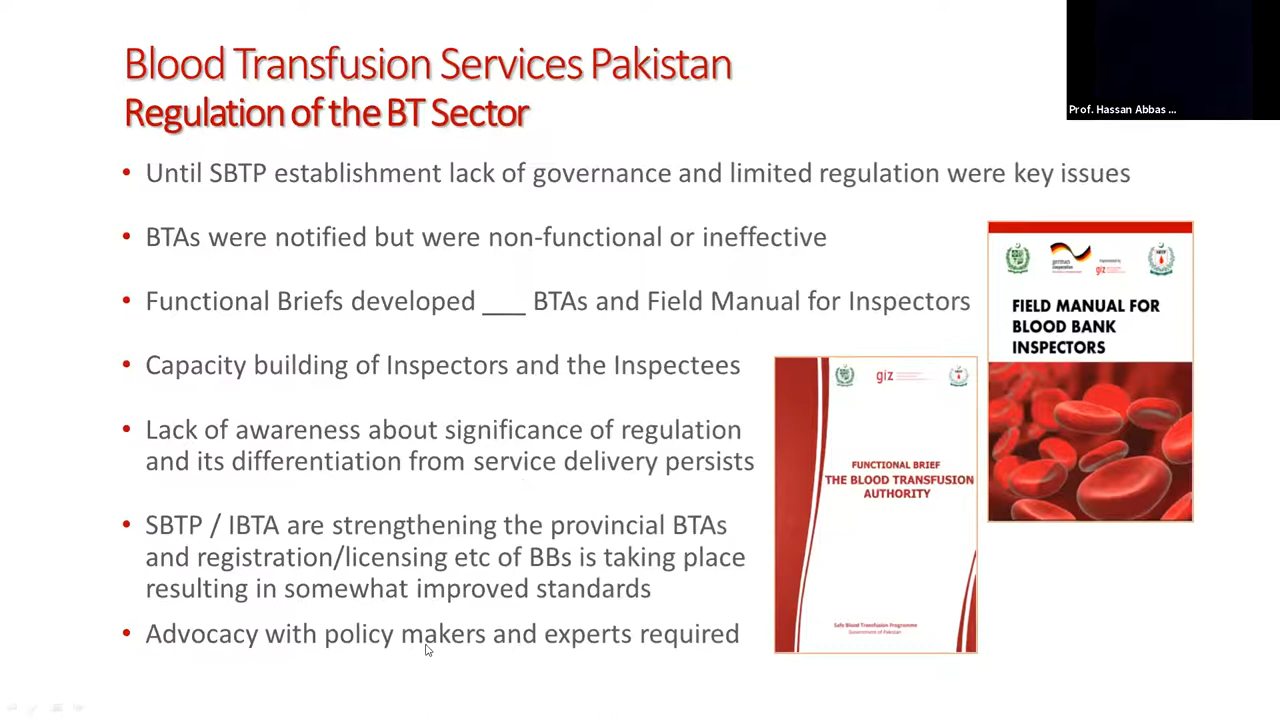 Blood Transfusion Services Pakistan
Regulation of the BT Sector
Prof. Hassan Abbas ...
• Until SBTP establishment lack of governance and limited regulation were key issues
• BTAs were notified but were non-functional or ineffective
• Functional Briefs developed ___ BTAs and Field Manual for Inspectors
• Capacity building of Inspectors and the Inspectees
• Lack of awareness about significance of regulation
and its differentiation from service delivery persists
• SBTP / IBTA are strengthening the provincial BTAs
and registration/licensing etc of BBs is taking place
resulting in somewhat improved standards
• Advocacy with policy makers and experts required
german
cooperation
giz
FIELD MANUAL FOR
BLOOD BANK
INSPECTORS
giz
FUNCTIONAL BRIEF
THE BLOOD TRANSFUSION
AUTHORITY
Safe Blood Transfusion Programme
Government of Pakistan